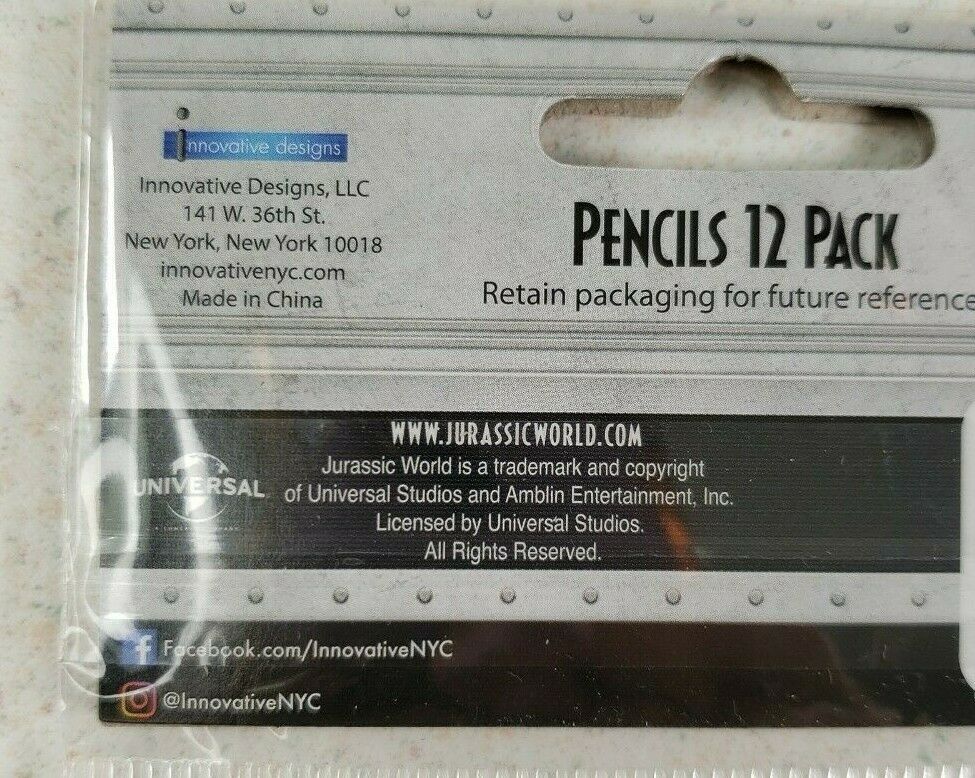 innovative designs
Innovative Designs, LLC
141 W. 36th St.
New York, New York 10018
innovativenyc.com
Made in China
PENCILS 12 PACK
Retain packaging for future reference
WWW.JURASSICWORLD.COM
Jurassic World is a trademark and copyright
of Universal Studios and Amblin Entertainment, Inc.
Licensed by Universal Studios.
All Rights Reserved.
UNIVERSAL
Facebook.com/InnovativeNYC
@InnovativeNYC